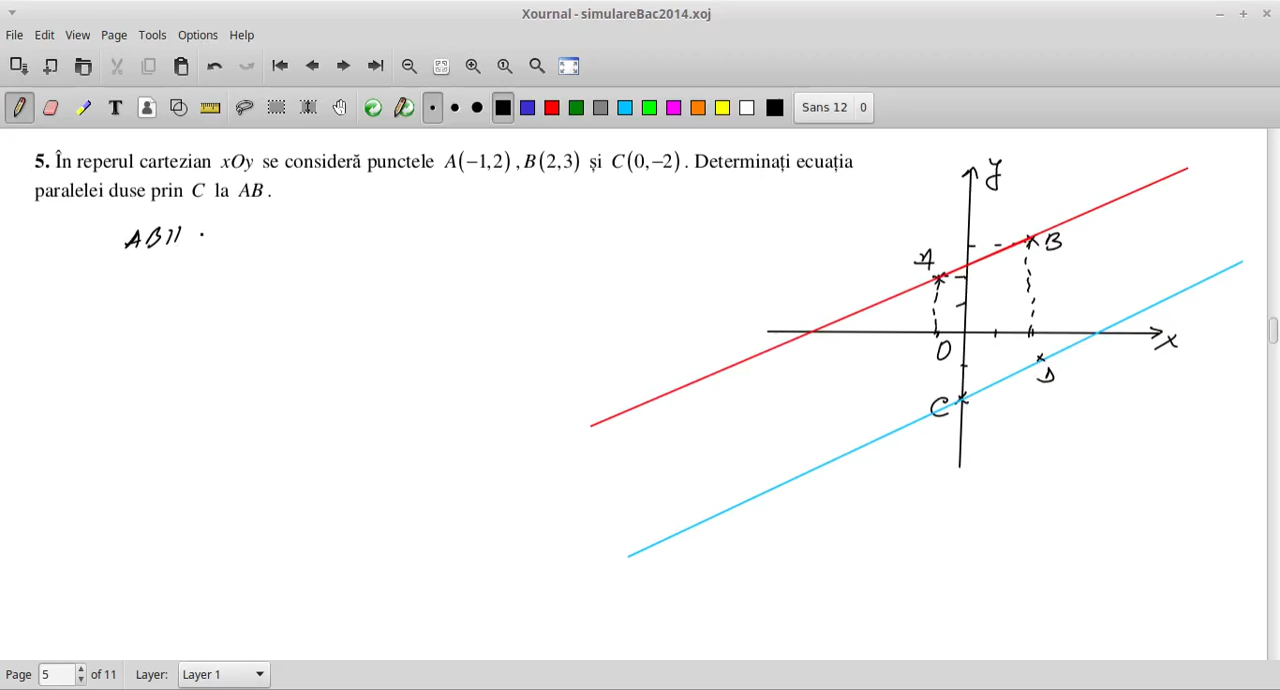 Xournal - simulareBac2014.xoj
File Edit View Page Tools Options Help
Sans 12 0
5. În reperul cartezian xOy se consideră punctele A(−1,2), B(2,3) și C(0,−2). Determinați ecuația
paralelei duse prin C la AB.
AB||
y
B
A
O
x
D
C
Page 5 of 11 Layer: Layer 1